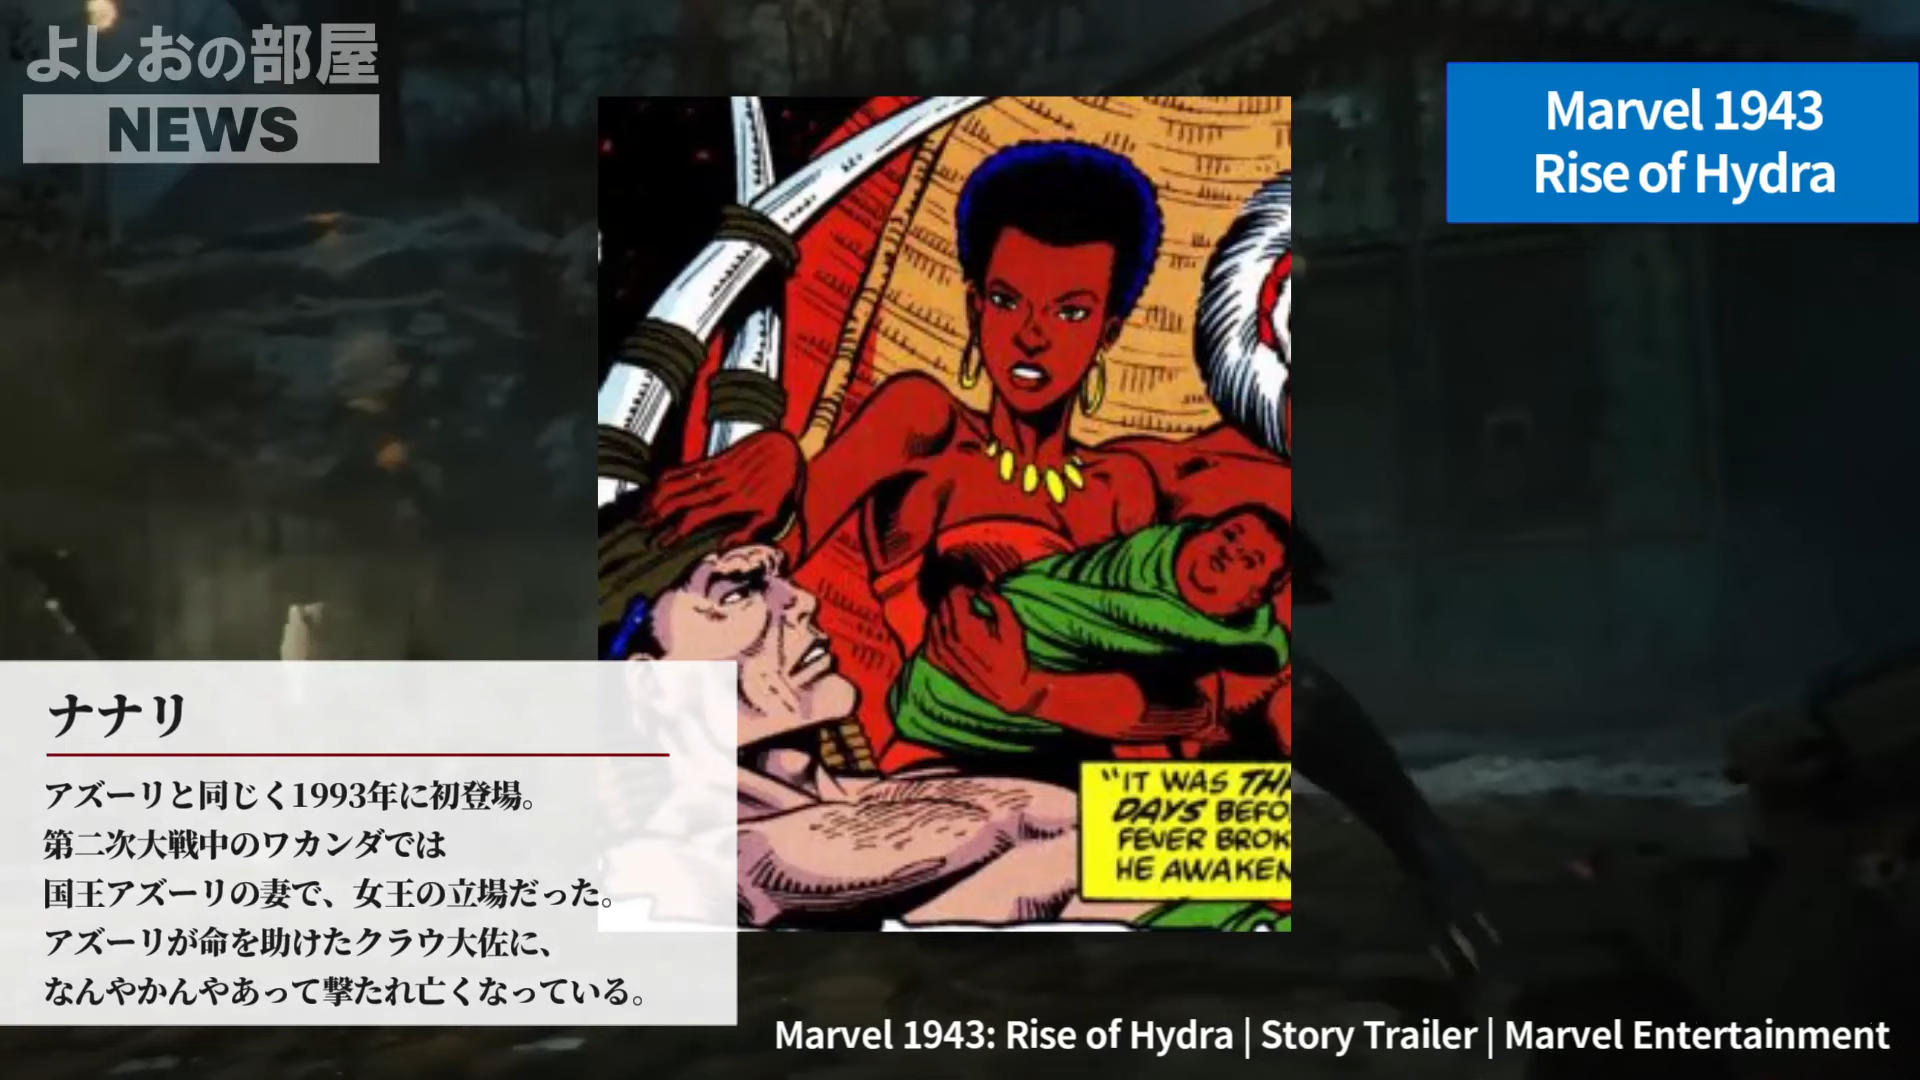 よしおの部屋
NEWS
Marvel 1943
Rise of Hydra
ナナリ
アズーリと同じく1993年に初登場。
第二次大戦中のワカンダでは
国王アズーリの妻で、女王の立場だった。
アズーリが命を助けたクラウ大佐に、
なんやかんやあって撃たれ亡くなっている。
"IT WAS
DAYS
FEVER
HE
Marvel 1943: Rise of Hydra | Story Trailer | Marvel Entertainment